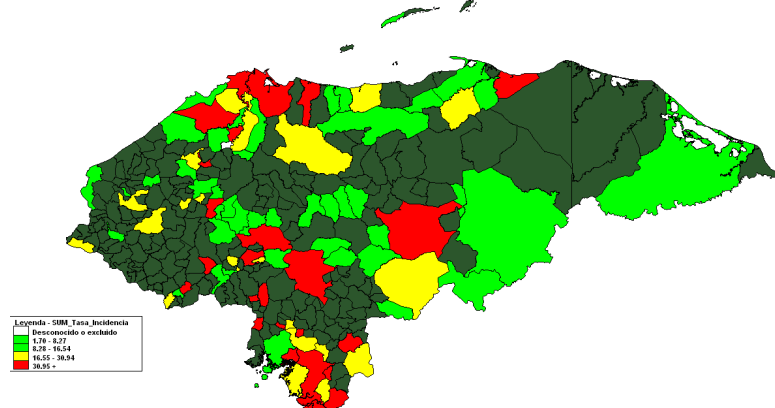 Leyenda - SUM_Tasa_Incidencia
Desconocido o excluido
1.70 - 8.27
8.28 - 16.54
16.55 - 30.94
30.95 +